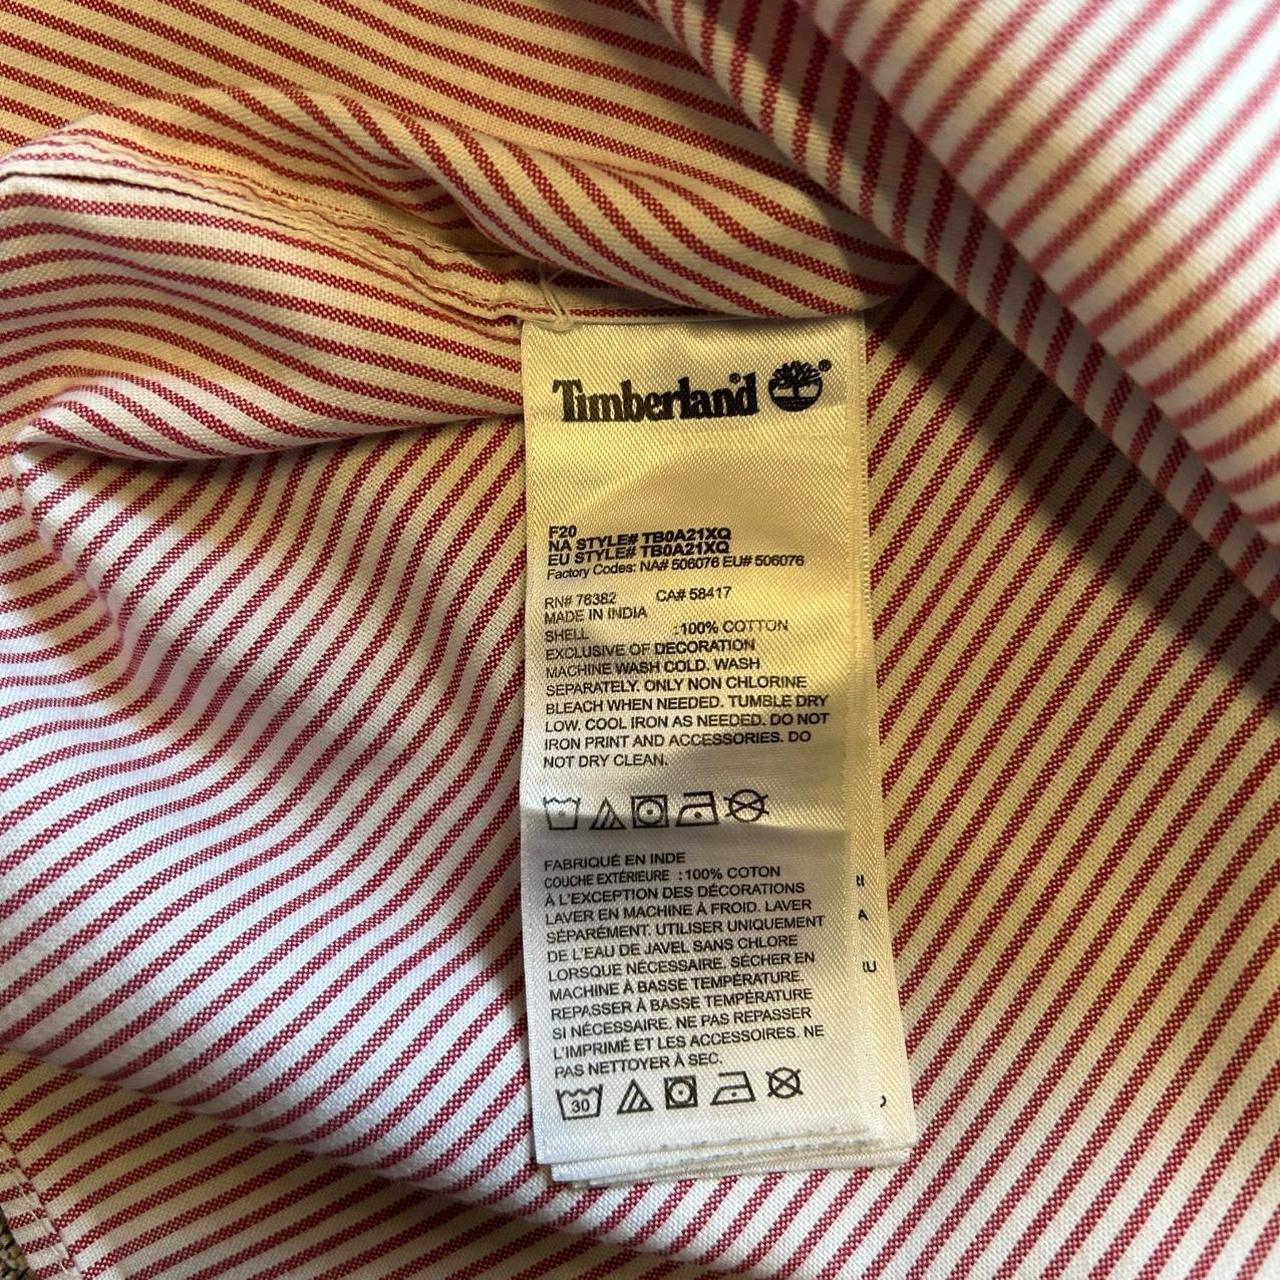 Timberland®
F20
NA STYLE# TB0A21XQ
EU STYLE# TB0A21XQ
Factory Codes: NA# 506076 EU# 506076
RN# 76382 CA# 58417
MADE IN INDIA
SHELL :100% COTTON
EXCLUSIVE OF DECORATION
MACHINE WASH COLD. WASH
SEPARATELY. ONLY NON CHLORINE
BLEACH WHEN NEEDED. TUMBLE DRY
LOW. COOL IRON AS NEEDED. DO NOT
IRON PRINT AND ACCESSORIES. DO
NOT DRY CLEAN.
FABRIQUÉ EN INDE
COUCHE EXTÉRIEURE :100% COTON
À L'EXCEPTION DES DÉCORATIONS
LAVER EN MACHINE À FROID. LAVER
SÉPARÉMENT. UTILISER UNIQUEMENT
DE L'EAU DE JAVEL SANS CHLORE
LORSQUE NÉCESSAIRE. SÉCHER EN
MACHINE À BASSE TEMPÉRATURE.
REPASSER À BASSE TEMPÉRATURE
SI NÉCESSAIRE. NE PAS REPASSER
L'IMPRIMÉ ET LES ACCESSOIRES. NE
PAS NETTOYER À SEC.
30